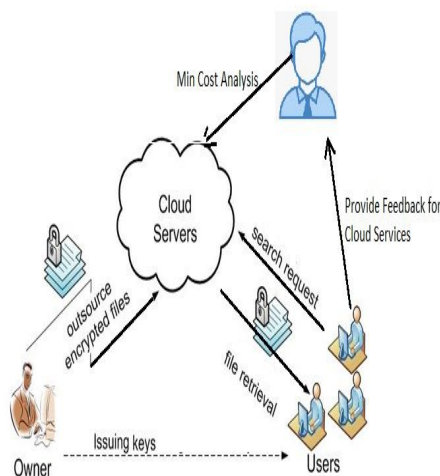 Min Cost Analysis
Cloud
Servers
Provide Feedback for
Cloud Services
search request
outsource
encrypted files
file retrieval
Issuing keys
Owner
Users